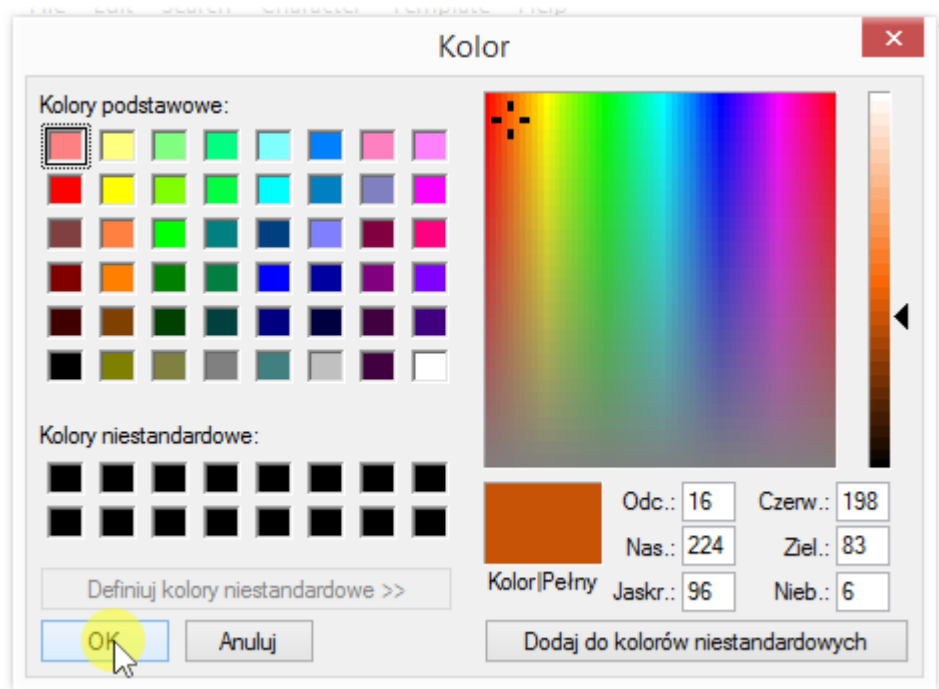 Kolor
Kolory podstawowe:
Kolory niestandardowe:
Definiuj kolory niestandardowe >>
OK
Anuluj
Kolor|Pełny
Odc.: 16
Nas.: 224
Jaskr.: 96
Czerw.: 198
Ziel.: 83
Nieb.: 6
Dodaj do kolorów niestandardowych